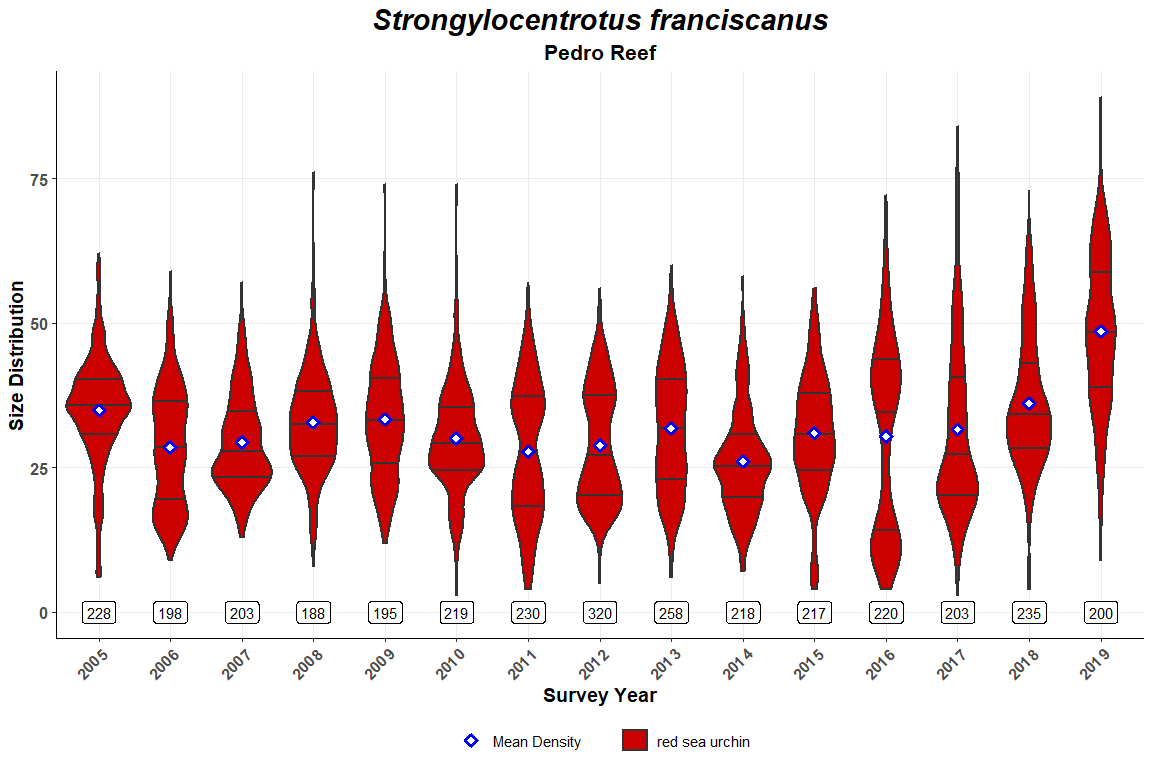 Strongylocentrotus franciscanus
Pedro Reef
Size Distribution
75
50
25
0
228 198 203 188 195 219 230 320 258 218 217 220 203 235 200
2005 2006 2007 2008 2009 2010 2011 2012 2013 2014 2015 2016 2017 2018 2019
Survey Year
Mean Density red sea urchin